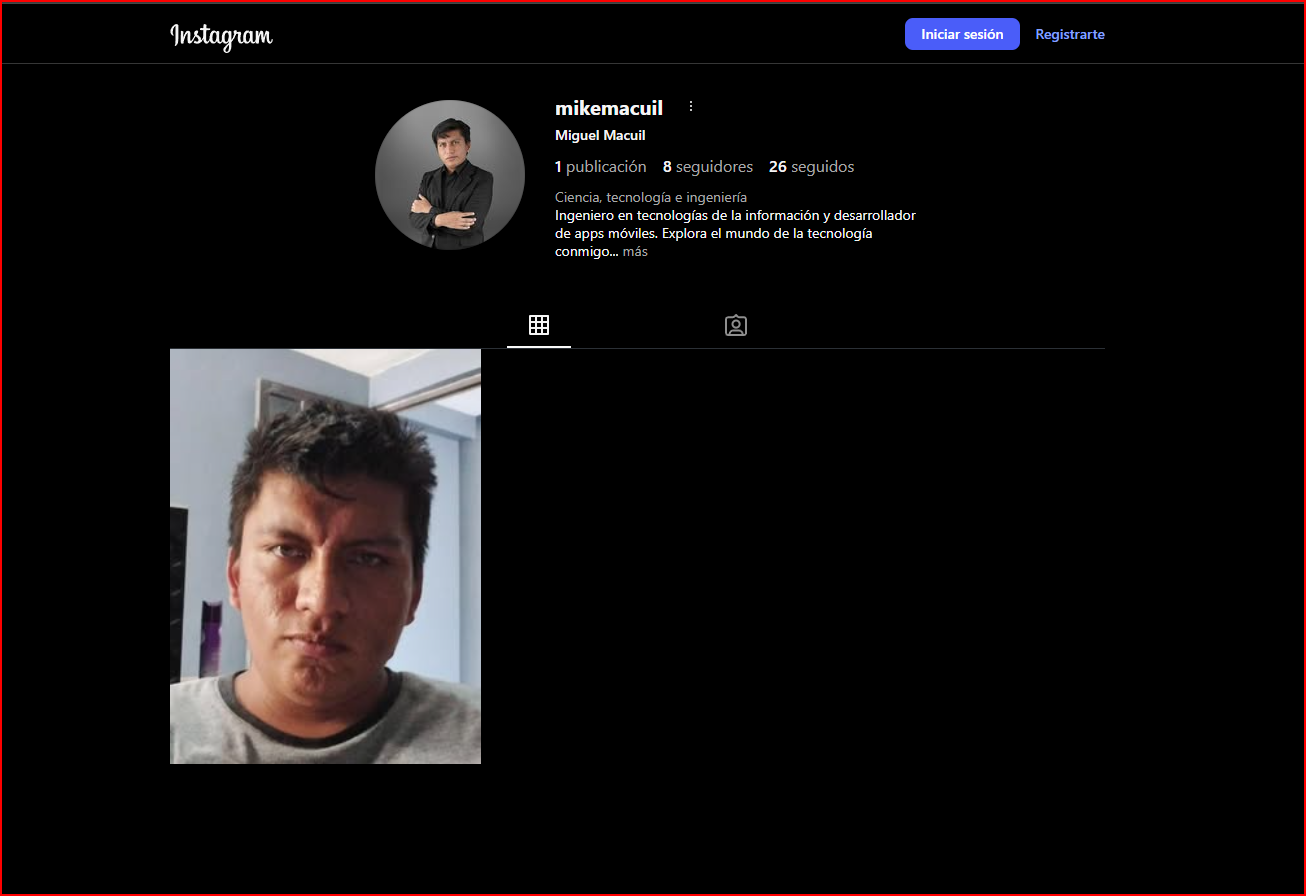 Instagram
Iniciar sesión
Registrarte
mikemacuil
Miguel Macuil
1 publicación 8 seguidores 26 seguidos
Ciencia, tecnología e ingeniería
Ingeniero en tecnologías de la información y desarrollador
de apps móviles. Explora el mundo de la tecnología
conmigo... más